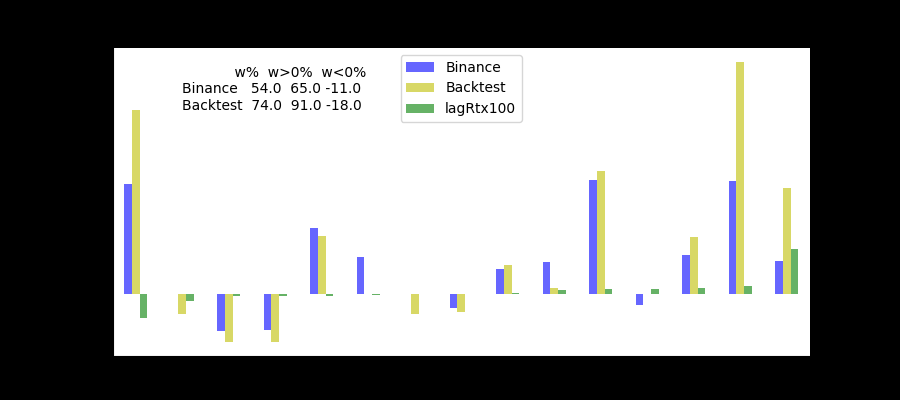 w%  w>0%  w<0%
Binance   54.0  65.0 -11.0
Backtest  74.0  91.0 -18.0
Binance
Backtest
lagRtx100